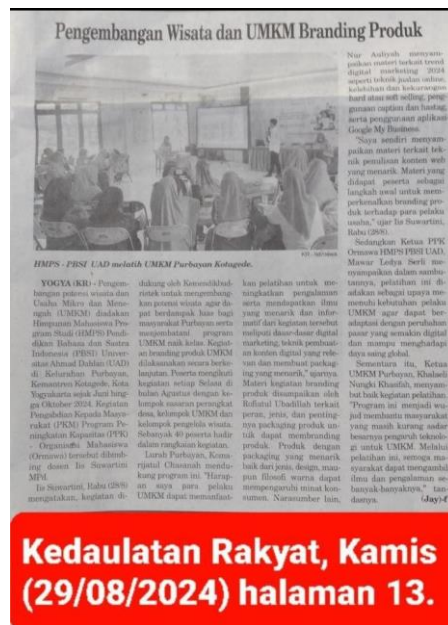 Pengembangan Wisata dan UMKM Branding Produk
KR - Istimewa
HMPS - PBSI UAD melatih UMKM Purbayan Kotagede.
YOGYA (KR) - Pengem-
bangan potensi wisata dan
Usaha Mikro dan Mene-
ngah (UMKM) diadakan
Himpunan Mahasiswa Pro-
gram Studi (HMPS) Pendi-
dikan Bahasa dan Sastra
Indonesia (PBSI) Univer-
sitas Ahmad Dahlan (UAD)
di Kelurahan Purbayan,
Kemantren Kotagede, Kota
Yogyakarta sejak Juni hing-
ga Oktober 2024. Kegiatan
Pengabdian Kepada Masya-
rakat (PKM) Program Pe-
ningkatan Kapasitas (PPK)
- Organisasi Mahasiswa
(Ormawa) tersebut dibimb-
ing dosen Iis Suwartini
MPd.
Iis Suwartini, Rabu (28/8)
mengatakan, kegiatan di-
dukung oleh Kemendikbud-
ristek untuk mengembang-
kan potensi wisata agar da-
pat berdampak luas bagi
masyarakat Purbayan serta
menjembatani program
UMKM naik kelas. Kegiat-
an branding produk UMKM
dilaksanakan secara berke-
lanjutan. Peserta mengikuti
kegiatan setiap Selasa di
bulan Agustus dengan ke-
lompok sasaran perangkat
desa, kelompok UMKM dan
kelompok pengelola wisata.
Sebanyak 40 peserta hadir
dalam rangkaian kegiatan.
Lurah Purbayan, Koma-
rijatul Chasanah mendu-
kung program ini. "Harap-
an saya para pelaku
UMKM dapat memanfaat-
kan pelatihan untuk me-
ningkatkan pengalaman
serta mendapatkan ilmu
yang menarik dan infor-
matif dari kegiatan tersebut
meliputi dasar-dasar digital
marketing, teknik pembuat-
an konten digital yang rele-
van dan membuat packag-
ing yang menarik," ujarnya.
Materi kegiatan branding
produk disampaikan oleh
Uhadillah terkait
peran, jenis, dan penting-
nya packaging produk un-
tuk dapat membranding
produk. Produk dengan
packaging yang menarik
baik dari jenis, design, mau-
pun filosofi warna dapat
mempengaruhi minat kon-
sumen. Narasumber lain,
Nur Auliyah menyam-
paikan materi terkait trend
digital marketing 2024
seperti teknik jualan online,
kelebihan dan kekurangan
hard atau soft selling, peng-
gunaan caption dan hastag,
serta penggunaan aplikasi
Google My Business.
"Saya sendiri menyam-
paikan materi terkait tek-
nik penulisan konten web
yang menarik. Materi yang
didapat peserta sebagai
langkah awal untuk mem-
perkenalkan branding pro-
duk terhadap para pelaku
usaha," ujar Iis Suwartini,
Rabu (28/8).
Sedangkan Ketua PPK
Ormawa HMPS PBSI UAD,
Mawar Ledya Serli me-
nyampaikan dalam sambu-
tannya, pelatihan ini di-
adakan sebagai upaya me-
menuhi kebutuhan pelaku
UMKM agar dapat ber-
adaptasi dengan perubahan
pasar yang semakin digital
dan mampu menghadapi
daya saing global.
Sementara itu, Ketua
UMKM Purbayan, Khalaeli
Nungki Khasifah, menyam-
but baik kegiatan pelatihan.
"Program ini menjadi wu-
jud membantu masyarakat
yang masih kurang sadar
besarnya pengaruh teknolo-
gi untuk UMKM. Melalui
pelatihan ini, semoga ma-
syarakat dapat mengambil
ilmu dan pengalaman se-
banyak-banyaknya," tan-
dasnya. (Jay)-f
Kedaulatan Rakyat, Kamis
(29/08/2024) halaman 13.